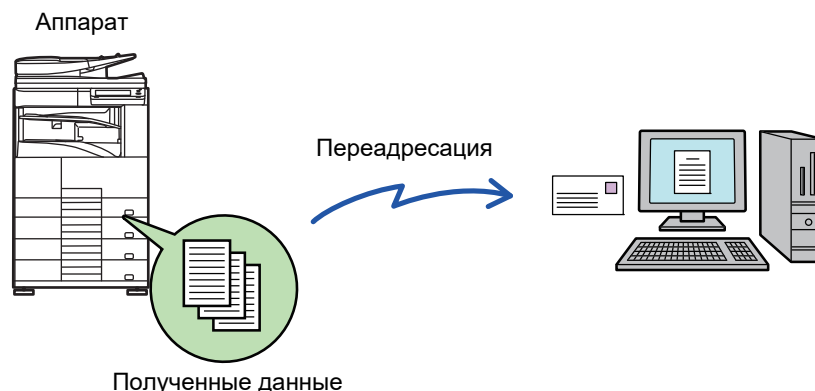 Аппарат
Переадресация
Полученные данные